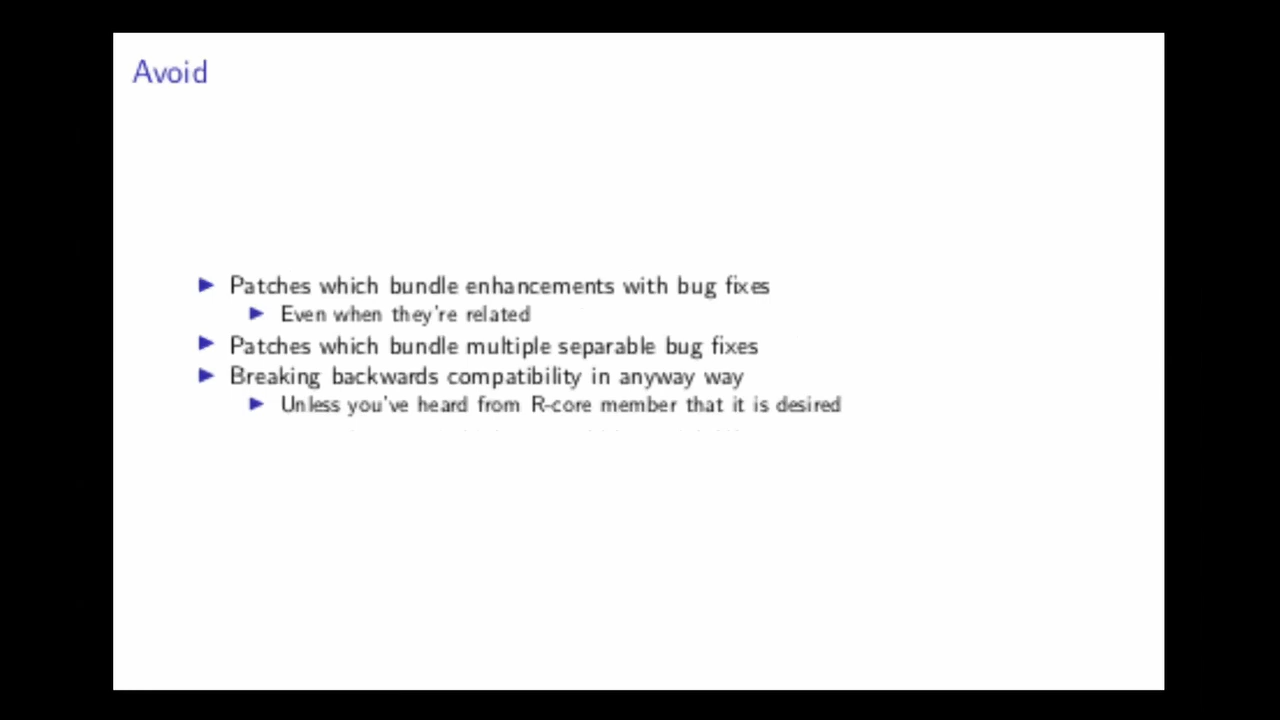 Avoid
Patches which bundle enhancements with bug fixes
Even when they're related
Patches which bundle multiple separable bug fixes
Breaking backwards compatibility in anyway way
Unless you've heard from R-core member that it is desired